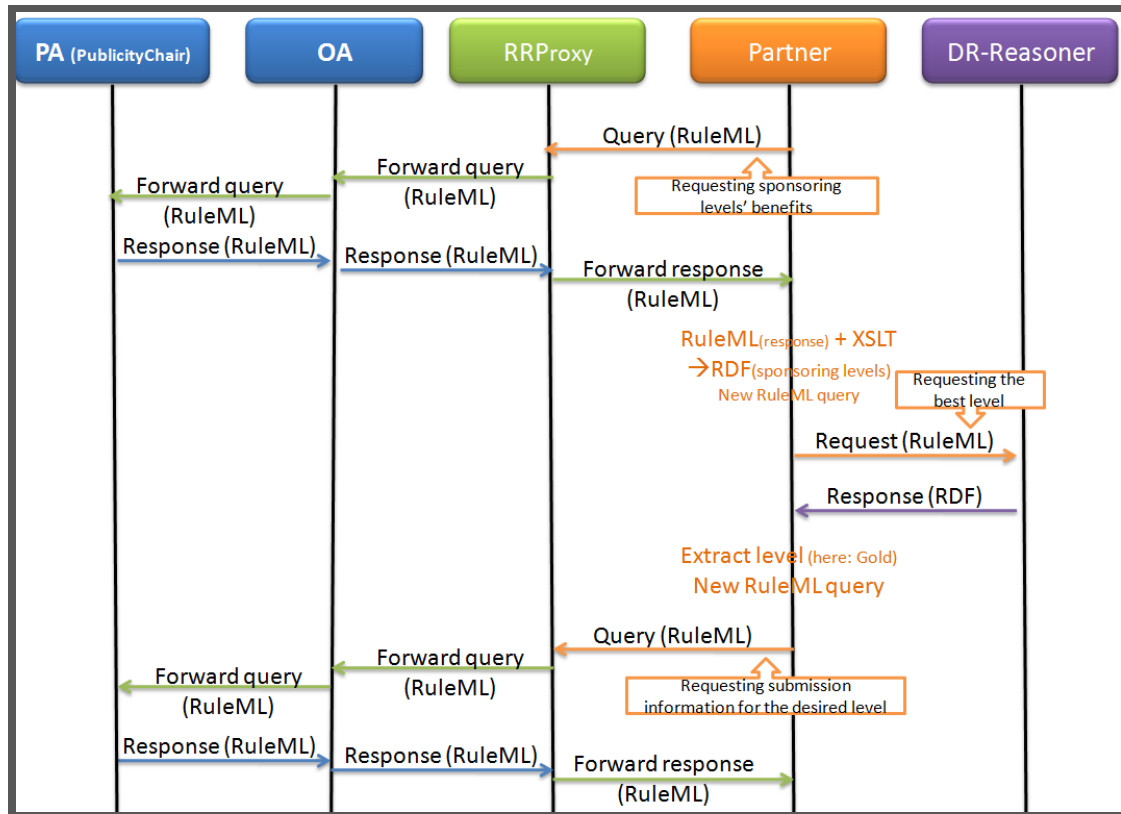 PA (PublicityChair)
OA
RRProxy
Partner
DR-Reasoner
Query (RuleML)
Forward query
(RuleML)
Requesting sponsoring
levels' benefits
Forward query
(RuleML)
Response (RuleML)
Response (RuleML)
Forward response
(RuleML)
RuleML(response) + XSLT
→RDF(sponsoring levels)
New RuleML query
Requesting the
best level
Request (RuleML)
Response (RDF)
Extract level (here: Gold)
New RuleML query
Query (RuleML)
Forward query
(RuleML)
Requesting submission
information for the desired level
Forward query
(RuleML)
Response (RuleML)
Response (RuleML)
Forward response
(RuleML)